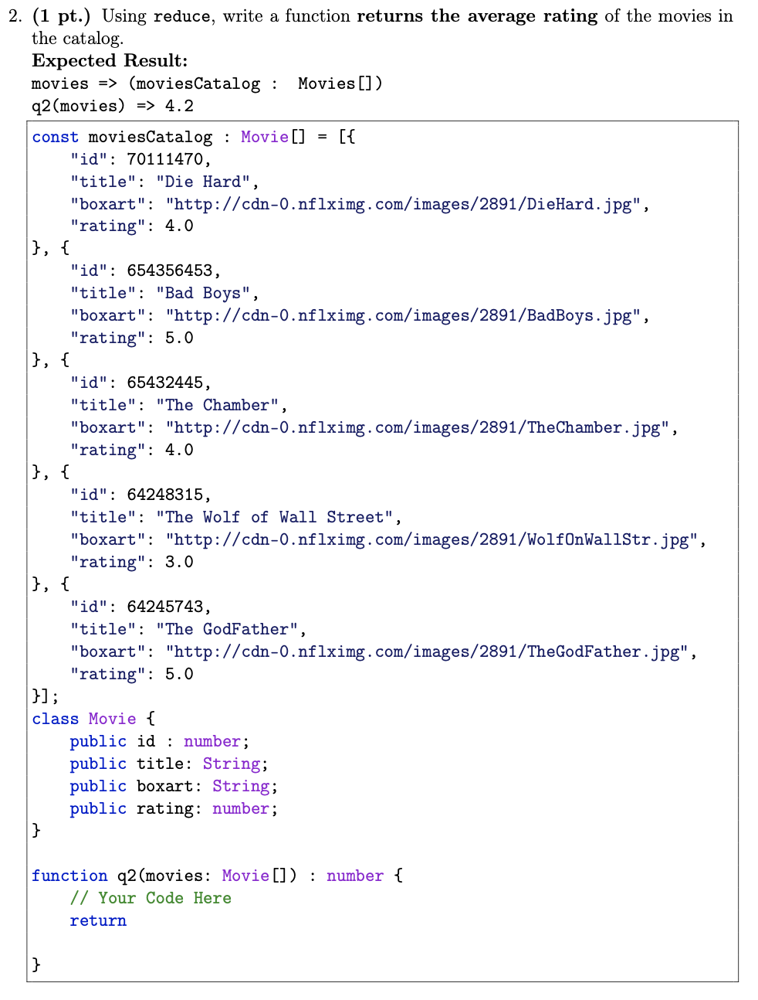 2. (1 pt.) Using reduce, write a function returns the average rating of the movies in
the catalog.
Expected Result:
movies => (moviesCatalog : Movies[])
q2(movies) => 4.2
const moviesCatalog : Movie[] = [{
    "id": 70111470,
    "title": "Die Hard",
    "boxart": "http://cdn-0.nflximg.com/images/2891/DieHard.jpg",
    "rating": 4.0
}, {
    "id": 654356453,
    "title": "Bad Boys",
    "boxart": "http://cdn-0.nflximg.com/images/2891/BadBoys.jpg",
    "rating": 5.0
}, {
    "id": 65432445,
    "title": "The Chamber",
    "boxart": "http://cdn-0.nflximg.com/images/2891/TheChamber.jpg",
    "rating": 4.0
}, {
    "id": 64248315,
    "title": "The Wolf of Wall Street",
    "boxart": "http://cdn-0.nflximg.com/images/2891/WolfOnWallStr.jpg",
    "rating": 3.0
}, {
    "id": 64245743,
    "title": "The GodFather",
    "boxart": "http://cdn-0.nflximg.com/images/2891/TheGodFather.jpg",
    "rating": 5.0
}];
class Movie {
    public id : number;
    public title: String;
    public boxart: String;
    public rating: number;
}
function q2(movies: Movie[]) : number {
    // Your Code Here
    return
}